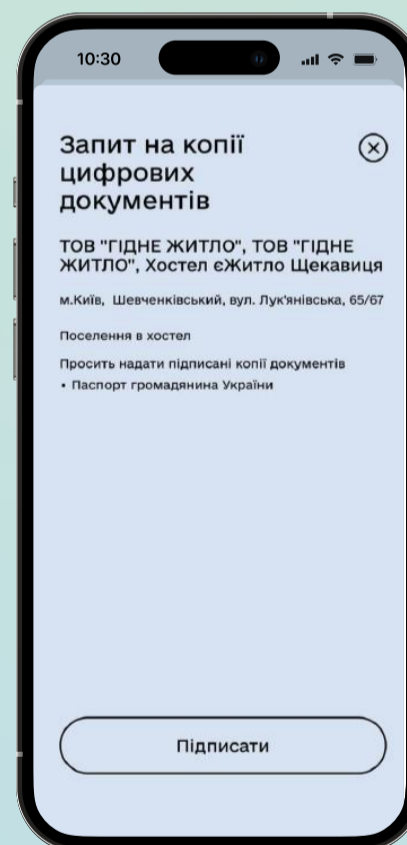 10:30
Запит на копії
цифрових
документів
ТОВ "ГІДНЕ ЖИТЛО", ТОВ "ГІДНЕ
ЖИТЛО", Хостел єЖитло Щекавиця
м.Київ, Шевченківський, вул. Лук'янівська, 65/67
Поселення в хостел
Просить надати підписані копії документів
• Паспорт громадянина України
Підписати